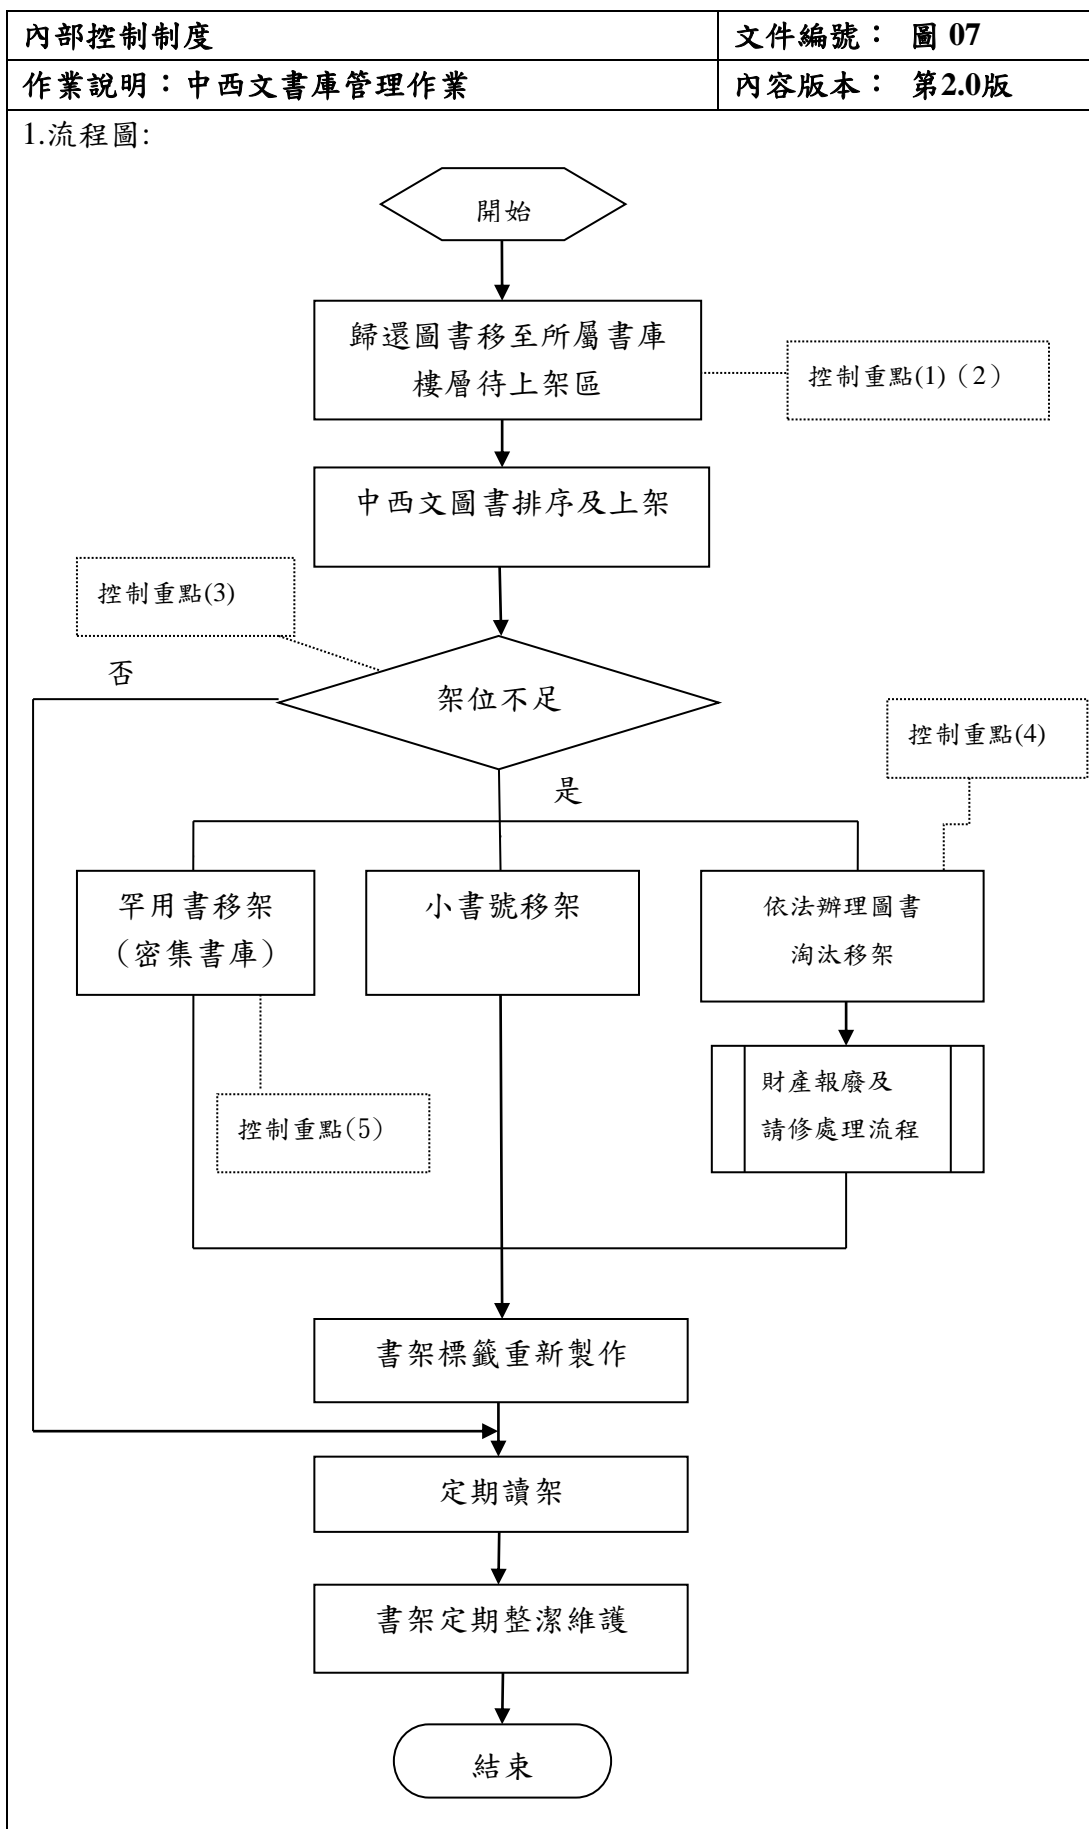 內部控制制度
文件編號： 圖 07
作業說明：中西文書庫管理作業
內容版本： 第2.0版
1.流程圖:
開始
歸還圖書移至所屬書庫
樓層待上架區
控制重點(1)（2）
中西文圖書排序及上架
控制重點(3)
否
架位不足
控制重點(4)
是
罕用書移架
（密集書庫）
小書號移架
依法辦理圖書
淘汰移架
財產報廢及
請修處理流程
控制重點(5）
書架標籤重新製作
定期讀架
書架定期整潔維護
結束